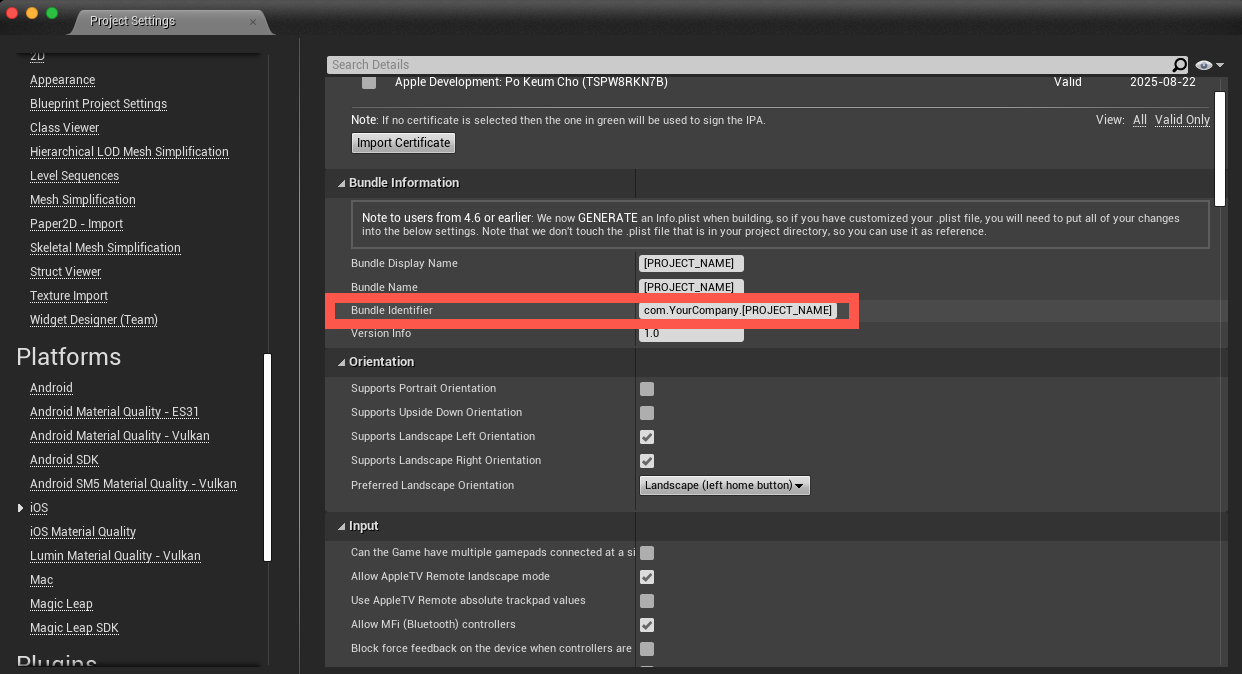 Project Settings
2D
Appearance
Blueprint Project Settings
Class Viewer
Hierarchical LOD Mesh Simplification
Level Sequences
Mesh Simplification
Paper2D - Import
Skeletal Mesh Simplification
Struct Viewer
Texture Import
Widget Designer (Team)
Platforms
Android
Android Material Quality - ES31
Android Material Quality - Vulkan
Android SDK
Android SM5 Material Quality - Vulkan
iOS
iOS Material Quality
Lumin Material Quality - Vulkan
Mac
Magic Leap
Magic Leap SDK
Plugins
Search Details
Apple Development: Po Keum Cho (TSPW8RKN7B) Valid 2025-08-22
Note: If no certificate is selected then the one in green will be used to sign the IPA. View: All Valid Only
Import Certificate
Bundle Information
Note to users from 4.6 or earlier: We now GENERATE an Info.plist when building, so if you have customized your .plist file, you will need to put all of your changes
into the below settings. Note that we don't touch the .plist file that is in your project directory, so you can use it as reference.
Bundle Display Name [PROJECT_NAME]
Bundle Name [PROJECT_NAME]
Bundle Identifier com.YourCompany.[PROJECT_NAME]
Version Info 1.0
Orientation
Supports Portrait Orientation
Supports Upside Down Orientation
Supports Landscape Left Orientation
Supports Landscape Right Orientation
Preferred Landscape Orientation Landscape (left home button)
Input
Can the Game have multiple gamepads connected at a si
Allow AppleTV Remote landscape mode
Use AppleTV Remote absolute trackpad values
Allow MFi (Bluetooth) controllers
Block force feedback on the device when controllers are